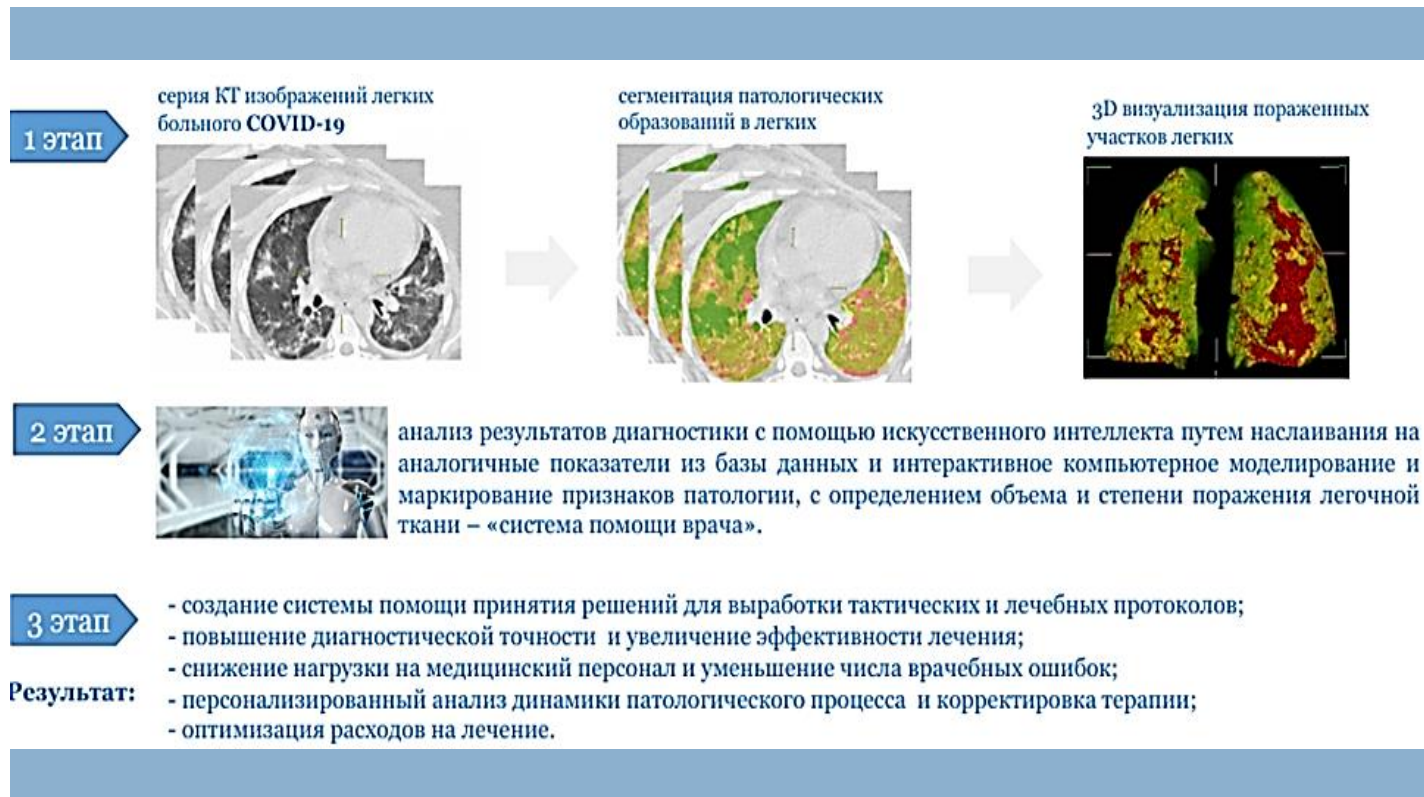 серия КТ изображений легких
больного COVID-19
сегментация патологических
образований в легких
3D визуализация пораженных
участков легких
1 этап
2 этап
анализ результатов диагностики с помощью искусственного интеллекта путем наслаивания на
аналогичные показатели из базы данных и интерактивное компьютерное моделирование и
маркирование признаков патологии, с определением объема и степени поражения легочной
ткани – «система помощи врача».
3 этап
Результат:
- создание системы помощи принятия решений для выработки тактических и лечебных протоколов;
- повышение диагностической точности и увеличение эффективности лечения;
- снижение нагрузки на медицинский персонал и уменьшение числа врачебных ошибок;
- персонализированный анализ динамики патологического процесса и корректировка терапии;
- оптимизация расходов на лечение.